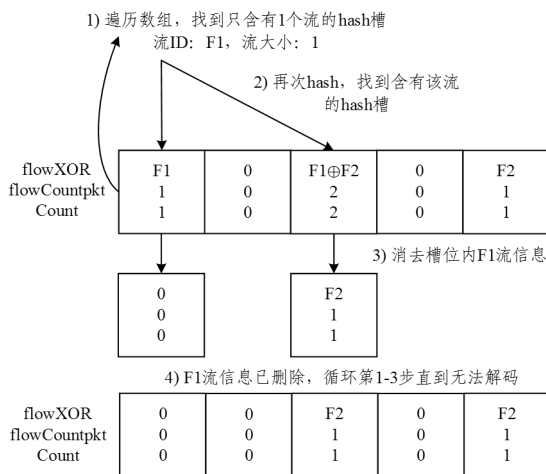 1) 遍历数组，找到只含有1个流的hash槽
流ID：F1，流大小：1
2) 再次hash，找到含有该流
的hash槽
flowXOR F1 0 F1⊕F2 0 F2
flowCountpkt 1 0 2 0 1
Count 1 0 2 0 1
3) 消去槽位内F1流信息
0 F2
0 1
0 1
4) F1流信息已删除，循环第1-3步直到无法解码
flowXOR 0 0 F2 0 F2
flowCountpkt 0 0 1 0 1
Count 0 0 1 0 1